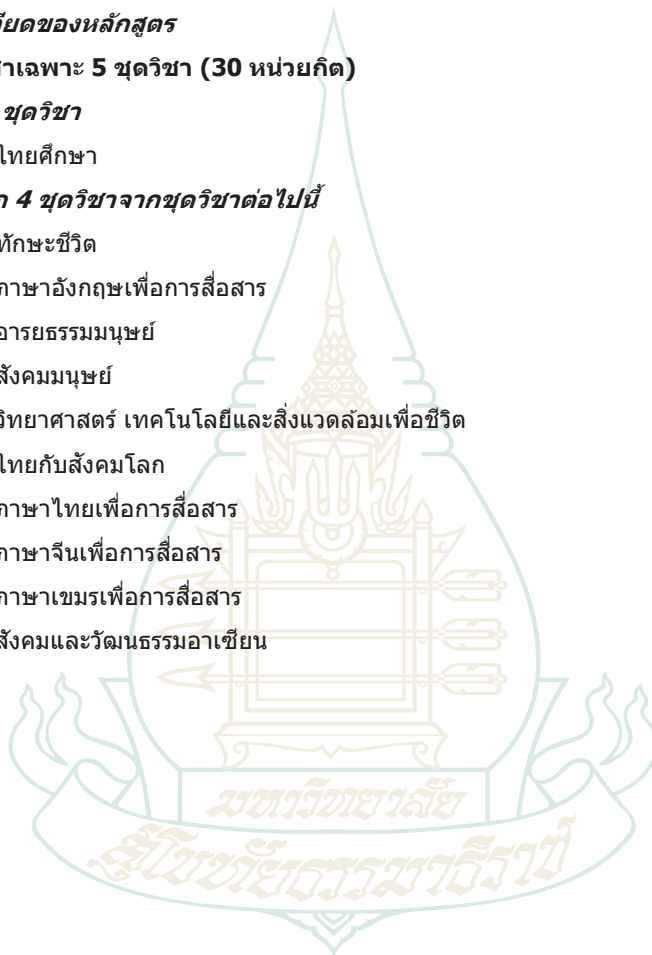 ียดของหลักสูตร
าเฉพาะ 5 ชุดวิชา (30 หน่วยกิต)
ชุดวิชา
ไทยศึกษา
4 ชุดวิชาจากชุดวิชาต่อไปนี้
ทักษะชีวิต
ภาษาอังกฤษเพื่อการสื่อสาร
อารยธรรมมนุษย์
สังคมมนุษย์
วิทยาศาสตร์ เทคโนโลยีและสิ่งแวดล้อมเพื่อชีวิต
ไทยกับสังคมโลก
ภาษาไทยเพื่อการสื่อสาร
ภาษาจีนเพื่อการสื่อสาร
ภาษาเขมรเพื่อการสื่อสาร
สังคมและวัฒนธรรมอาเซียน
มหาวิทยาลัย
สุโขทัยธรรมาธิราช